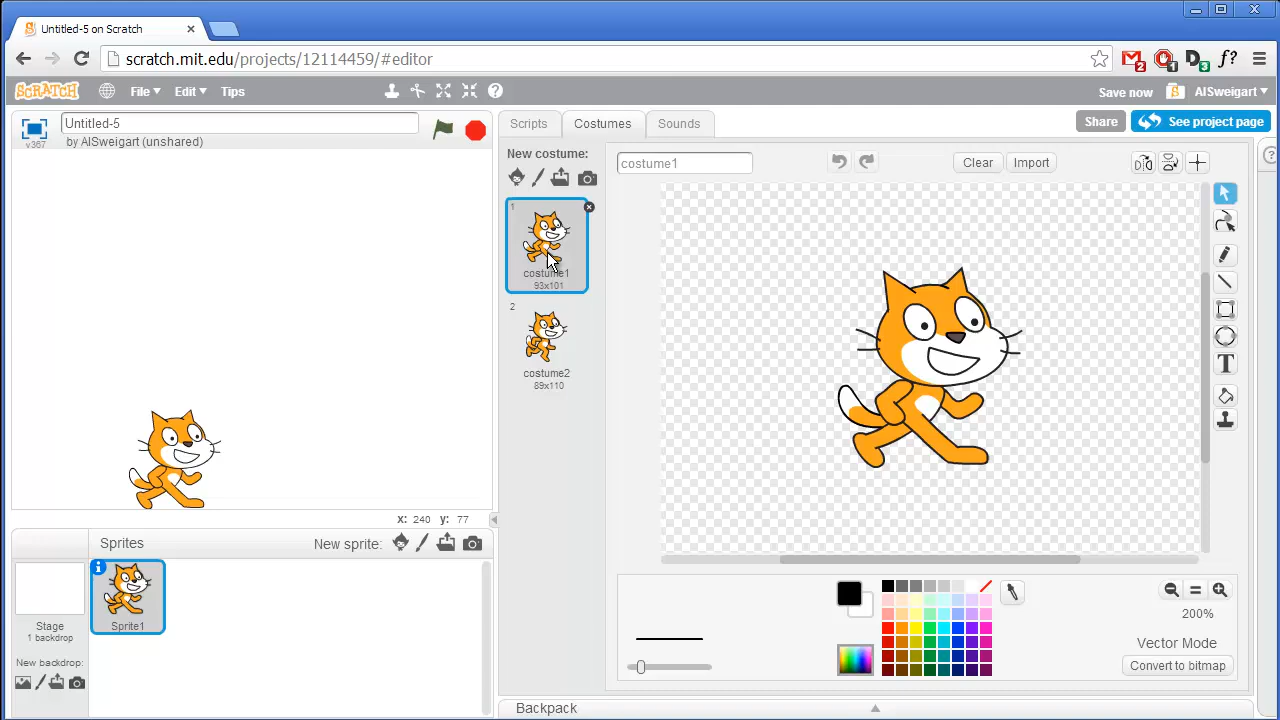 Untitled-5 on Scratch
scratch.mit.edu/projects/12114459/#editor
2
1
D
3
f?
SCRATCH
File
Edit
Tips
Save now
AlSweigart
v367
Untitled-5
by AlSweigart (unshared)
Scripts
Costumes
Sounds
Share
See project page
New costume:
costume1
Clear
Import
1
costume1
93x101
2
costume2
89x110
T
x: 240 y: 77
Sprites
New sprite:
Stage
1 backdrop
New backdrop:
Sprite1
200%
Vector Mode
Convert to bitmap
Backpack